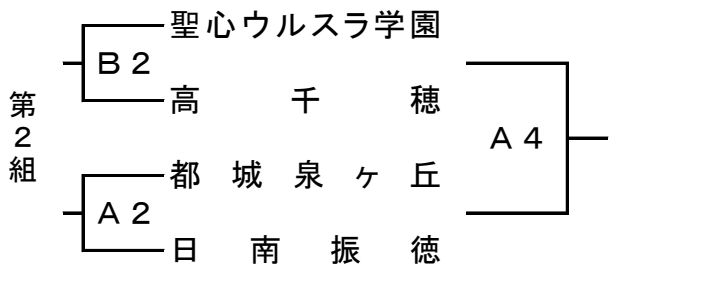 第2組
聖心ウルスラ学園
B2
高千穂
A4
都城泉ヶ丘
A2
日南振徳